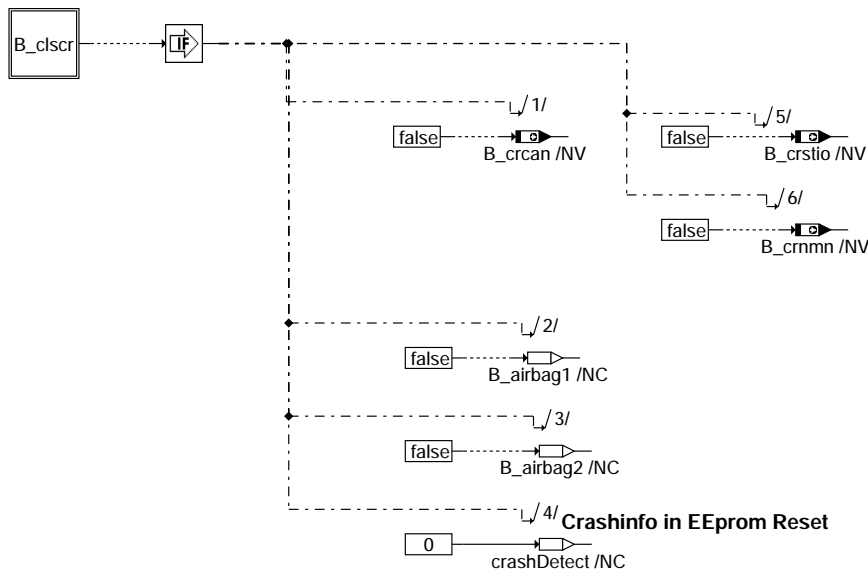 B_clscr
IF
1/
false
B_crcan /NV
5/
false
B_crstio /NV
6/
false
B_crnmn /NV
2/
false
B_airbag1 /NC
3/
false
B_airbag2 /NC
4/
Crashinfo in EEprom Reset
0
crashDetect /NC